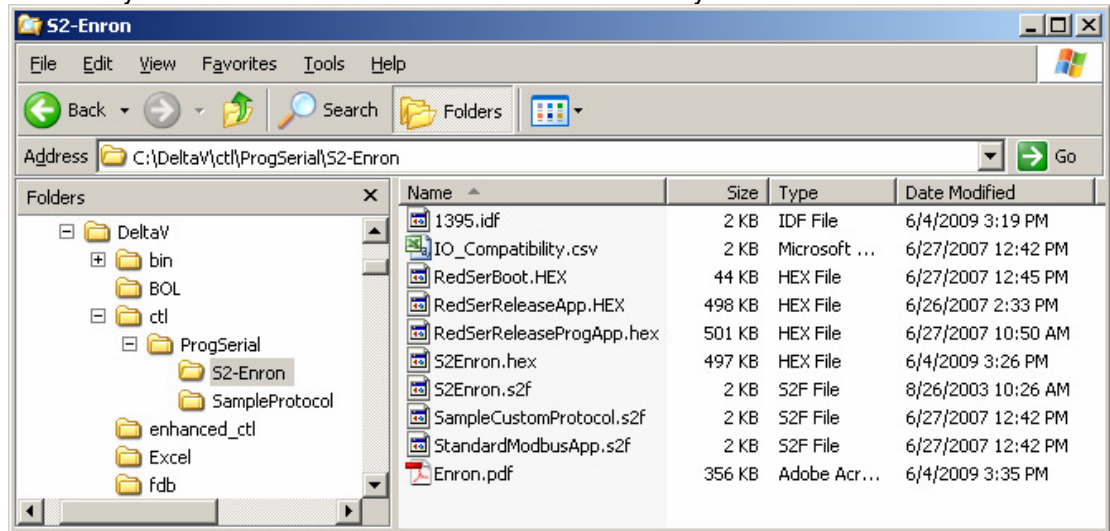 S2-Enron
File Edit View Favorites Tools Help
Back Search Folders
Address C:\DeltaV\ctl\ProgSerial\S2-Enron Go
Folders x
DeltaV
bin
BOL
ctl
ProgSerial
S2-Enron
SampleProtocol
enhanced_ctl
Excel
fdb
Name Size Type Date Modified
1395.idf 2 KB IDF File 6/4/2009 3:19 PM
IO_Compatibility.csv 2 KB Microsoft ... 6/27/2007 12:42 PM
RedSerBoot.HEX 44 KB HEX File 6/27/2007 12:45 PM
RedSerReleaseApp.HEX 498 KB HEX File 6/26/2007 2:33 PM
RedSerReleaseProgApp.hex 501 KB HEX File 6/27/2007 10:50 AM
S2Enron.hex 497 KB HEX File 6/4/2009 3:26 PM
S2Enron.s2f 2 KB S2F File 8/26/2003 10:26 AM
SampleCustomProtocol.s2f 2 KB S2F File 6/27/2007 12:42 PM
StandardModbusApp.s2f 2 KB S2F File 6/27/2007 12:42 PM
Enron.pdf 356 KB Adobe Acr... 6/4/2009 3:35 PM